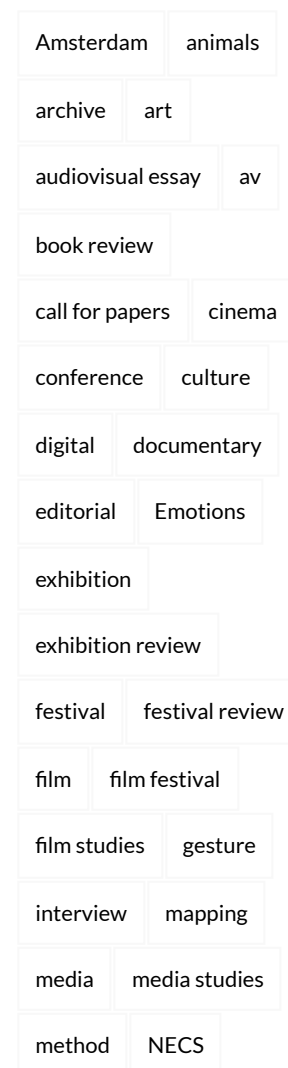 Amsterdam animals
archive art
audiovisual essay av
book review
call for papers cinema
conference culture
digital documentary
editorial Emotions
exhibition
exhibition review
festival festival review
film film festival
film studies gesture
interview mapping
media media studies
method NECS